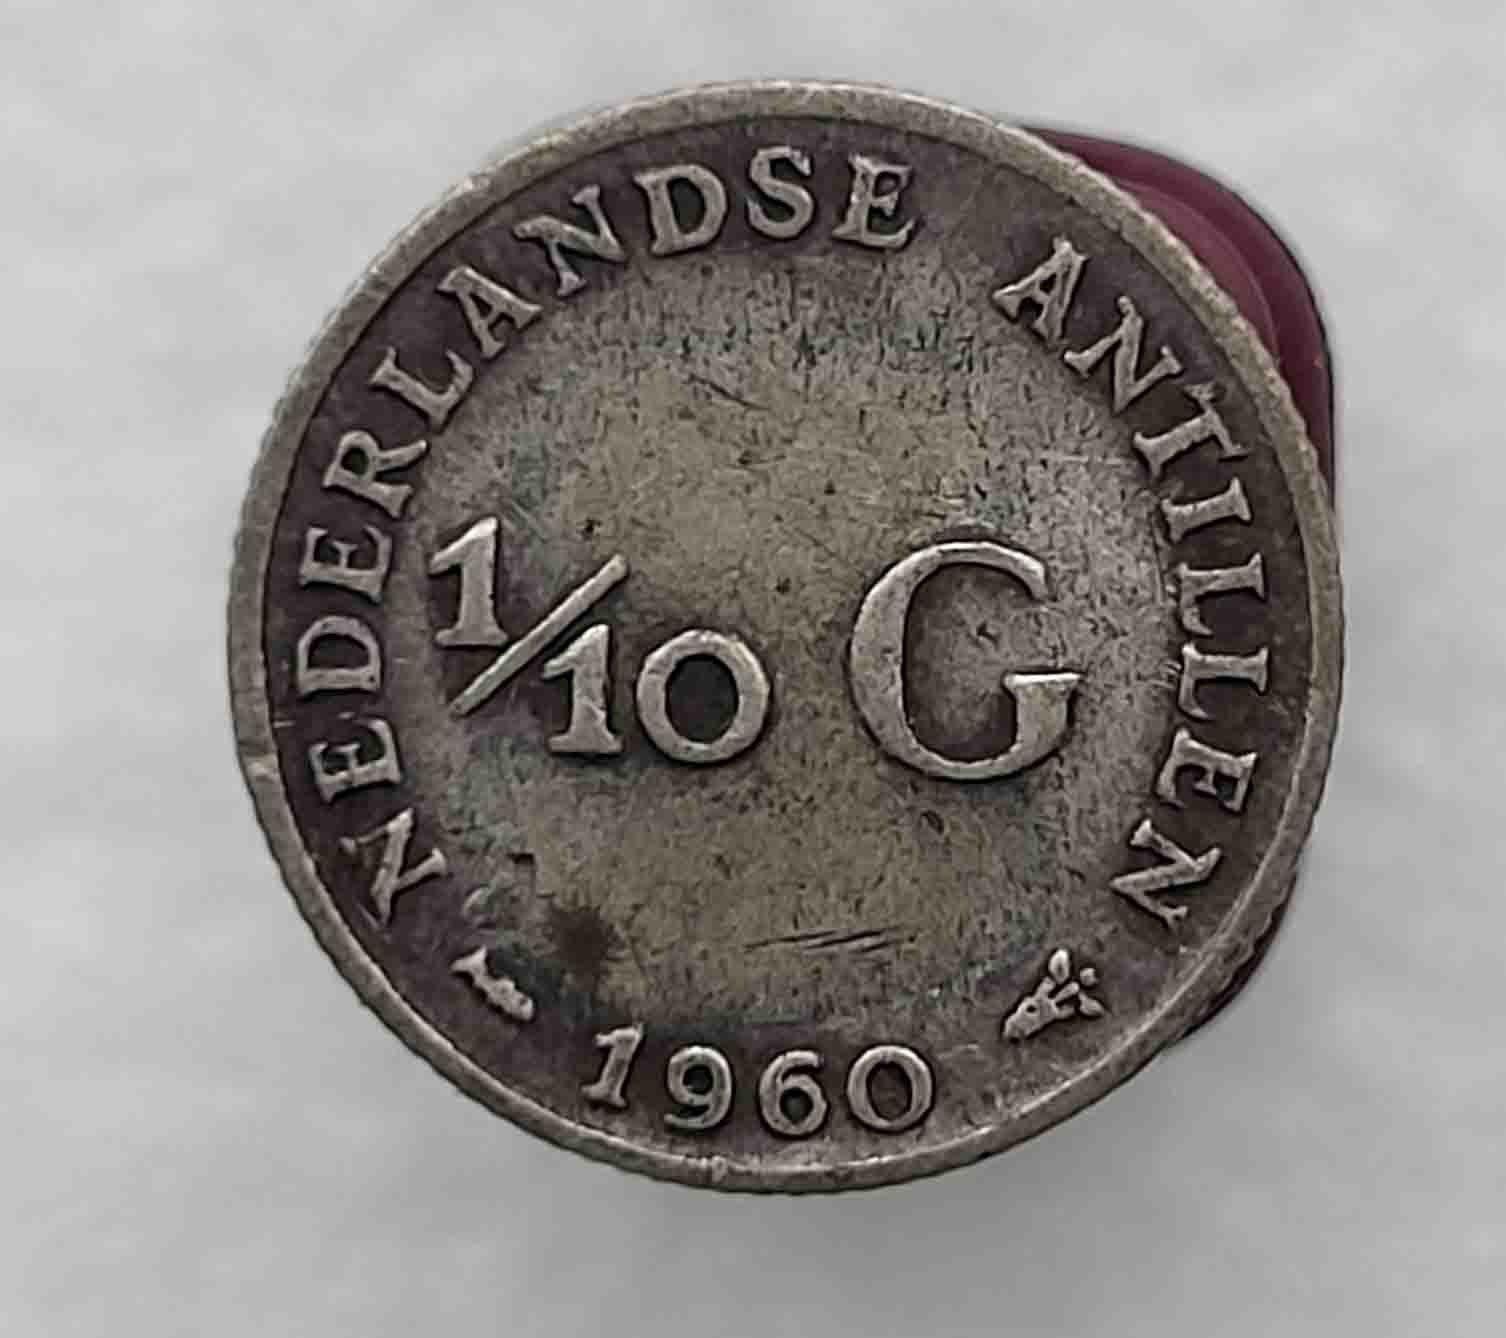 NEDERLANDSE ANTILLEN
1/10 G
1960